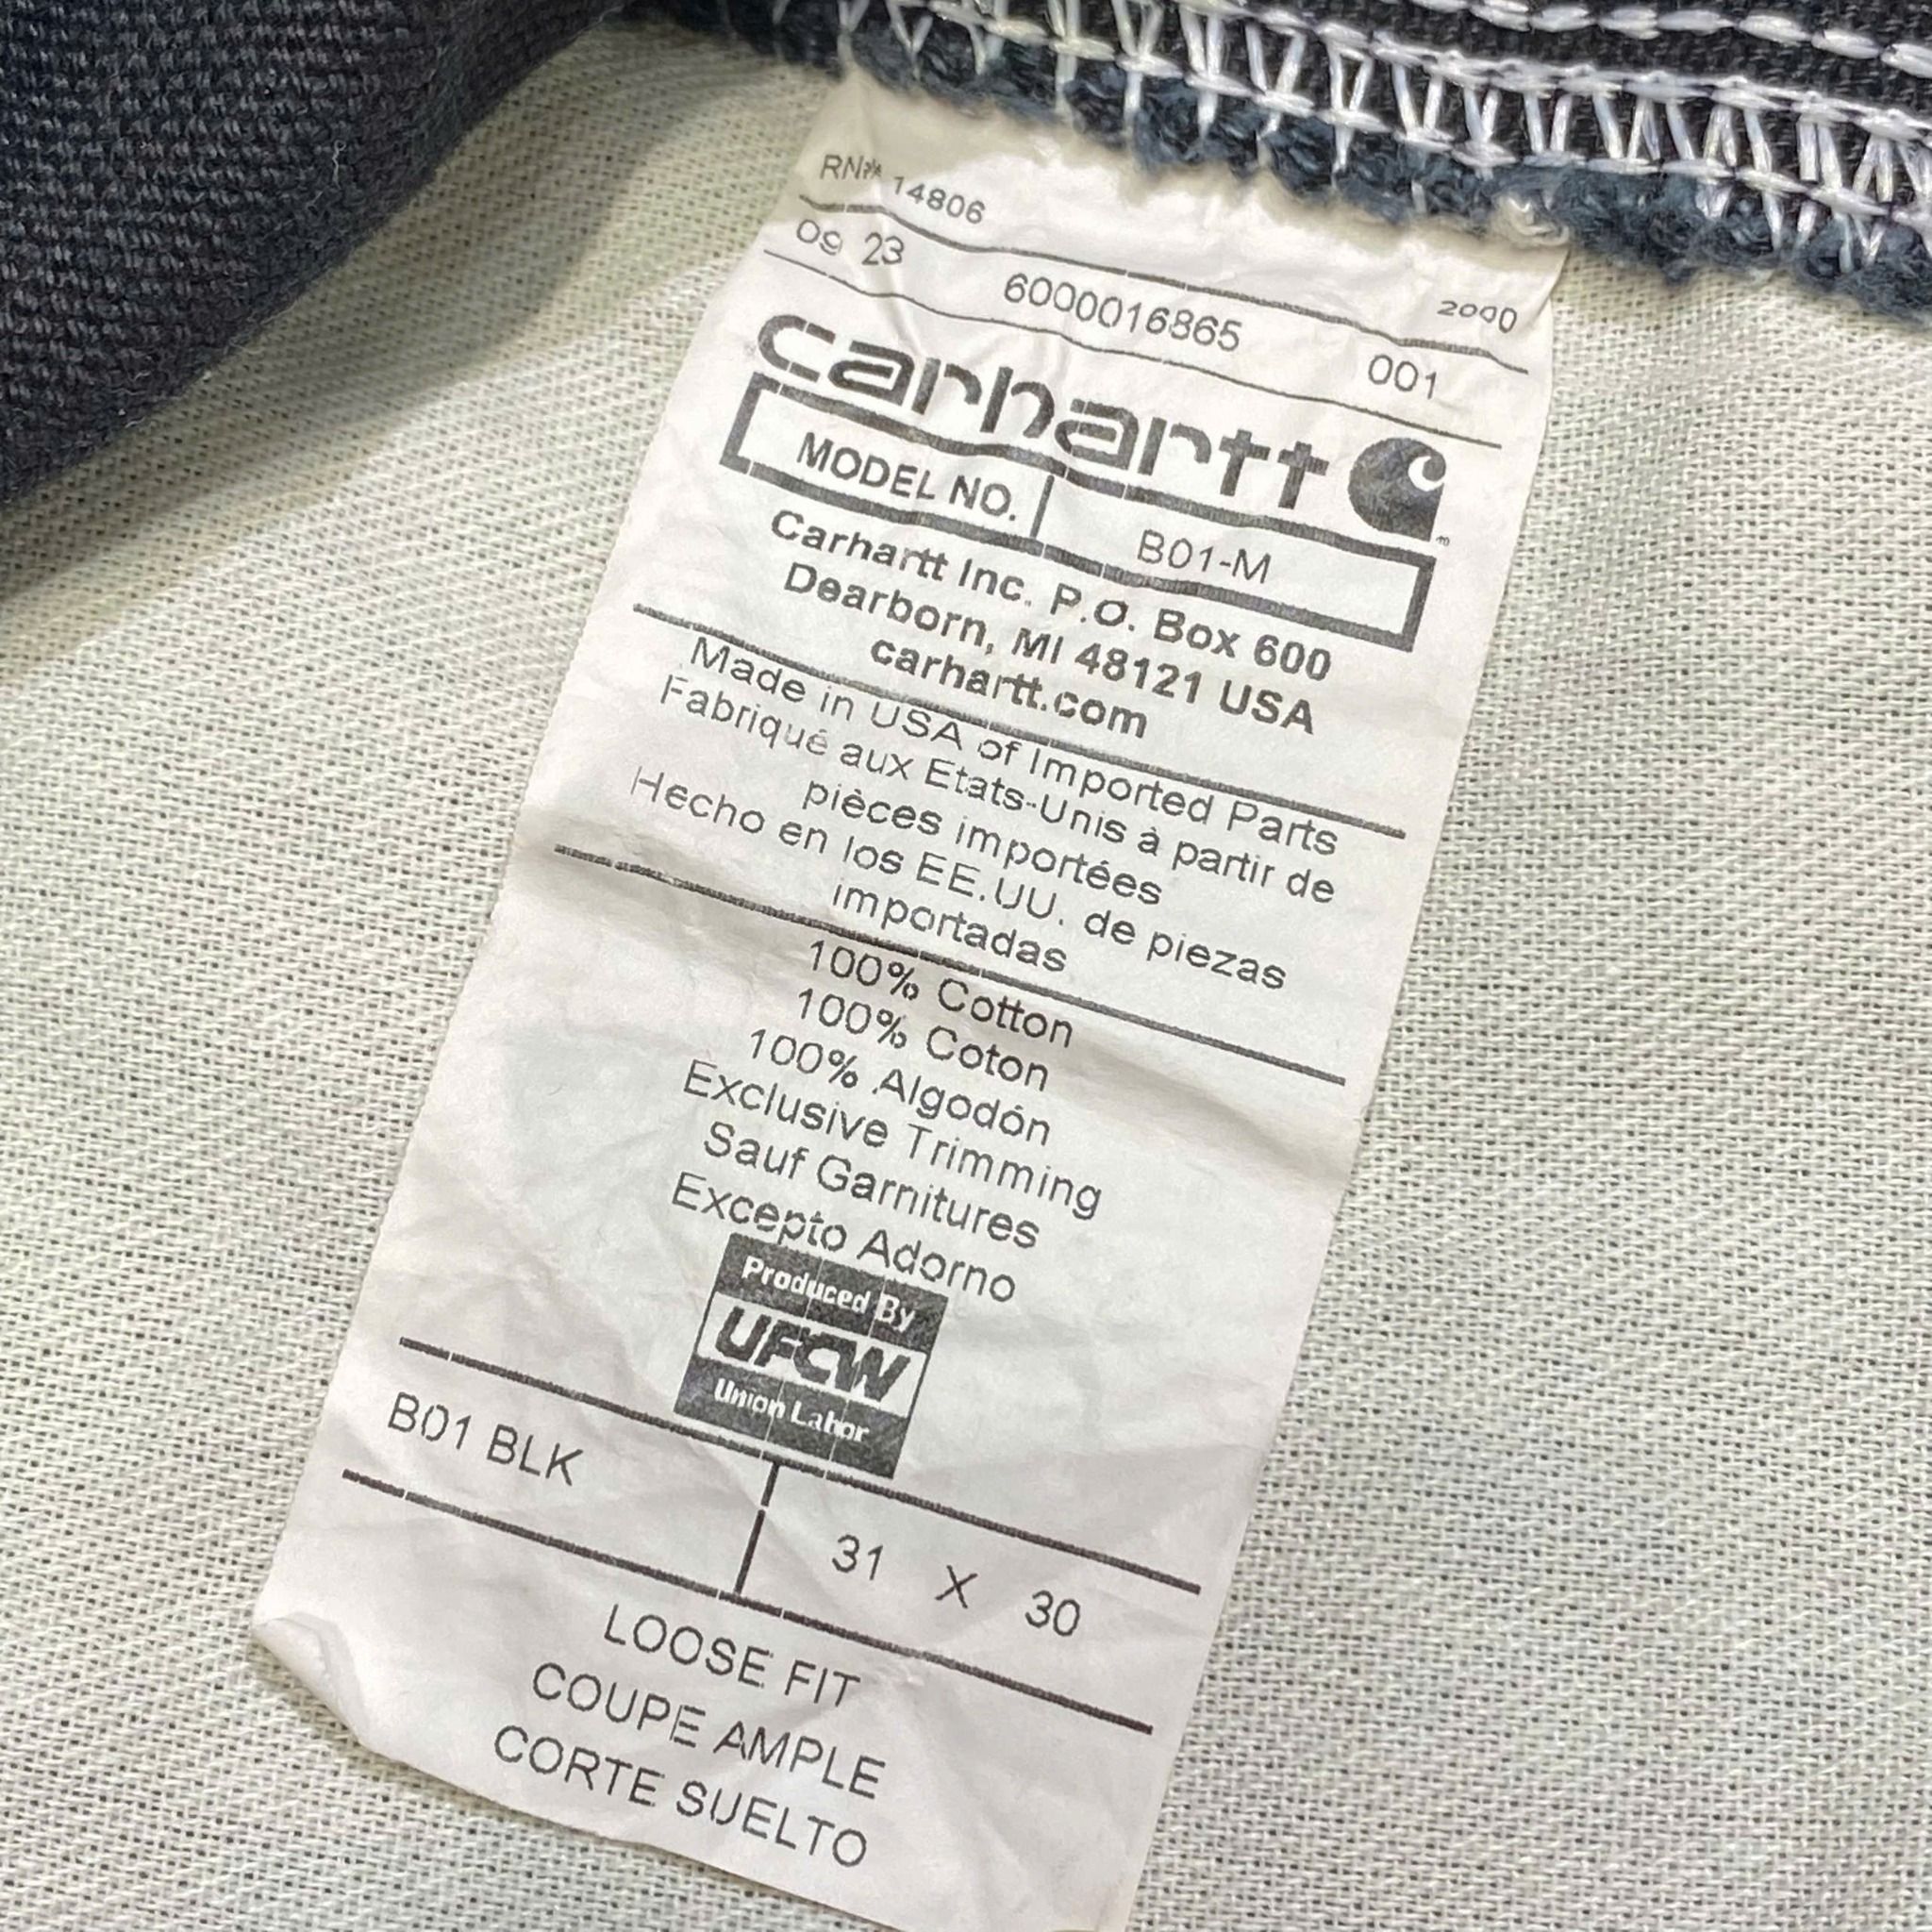 RN# 14806
09 23 6000016865 001 2000
carhartt
MODEL NO. B01-M
Carhartt Inc. P.O. Box 600
Dearborn, MI 48121 USA
carhartt.com
Made in USA of Imported Parts
Fabriqué aux Etats-Unis à partir de
pièces importées
Hecho en los EE.UU. de piezas
importadas
100% Cotton
100% Coton
100% Algodón
Exclusive Trimming
Sauf Garnitures
Excepto Adorno
Produced By
UFCW
Union Labor
B01 BLK 31 X 30
LOOSE FIT
COUPE AMPLE
CORTE SUELTO